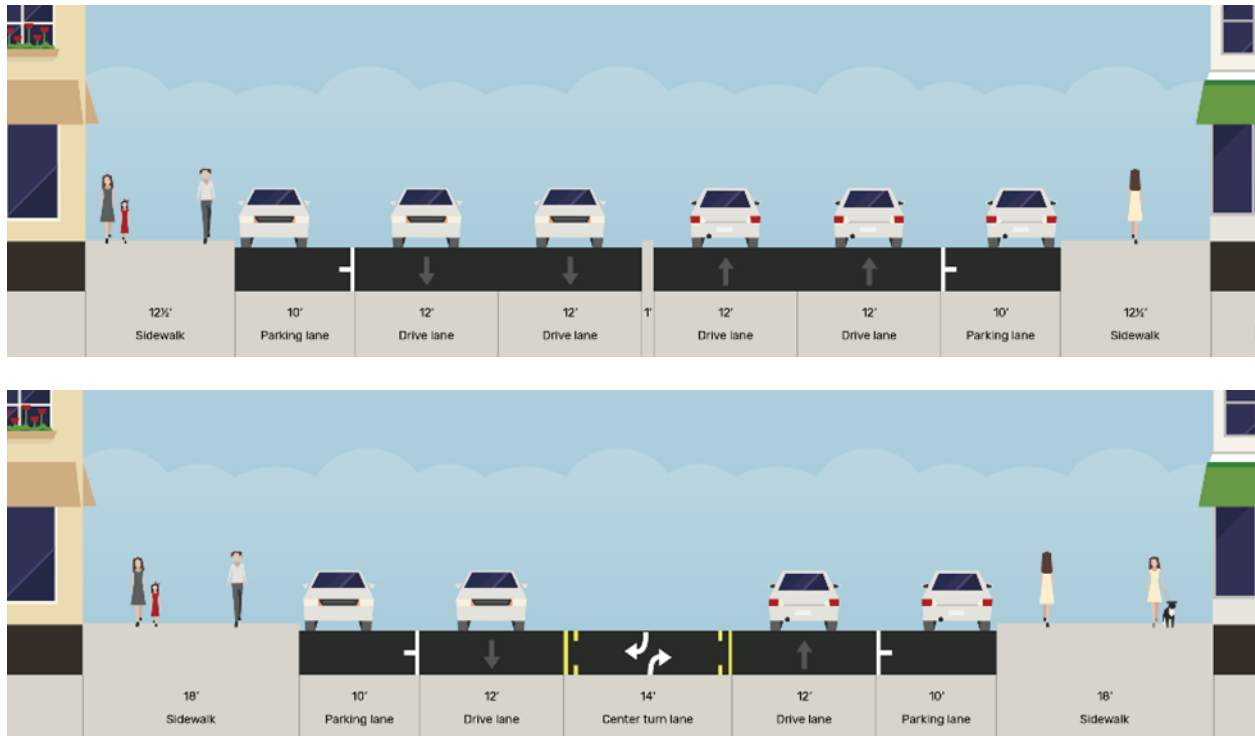 12½' 10' 12' 12' 1' 12' 12' 10' 12½'
Sidewalk Parking lane Drive lane Drive lane Drive lane Drive lane Parking lane Sidewalk
18' 10' 12' 14' 12' 10' 18'
Sidewalk Parking lane Drive lane Center turn lane Drive lane Parking lane Sidewalk